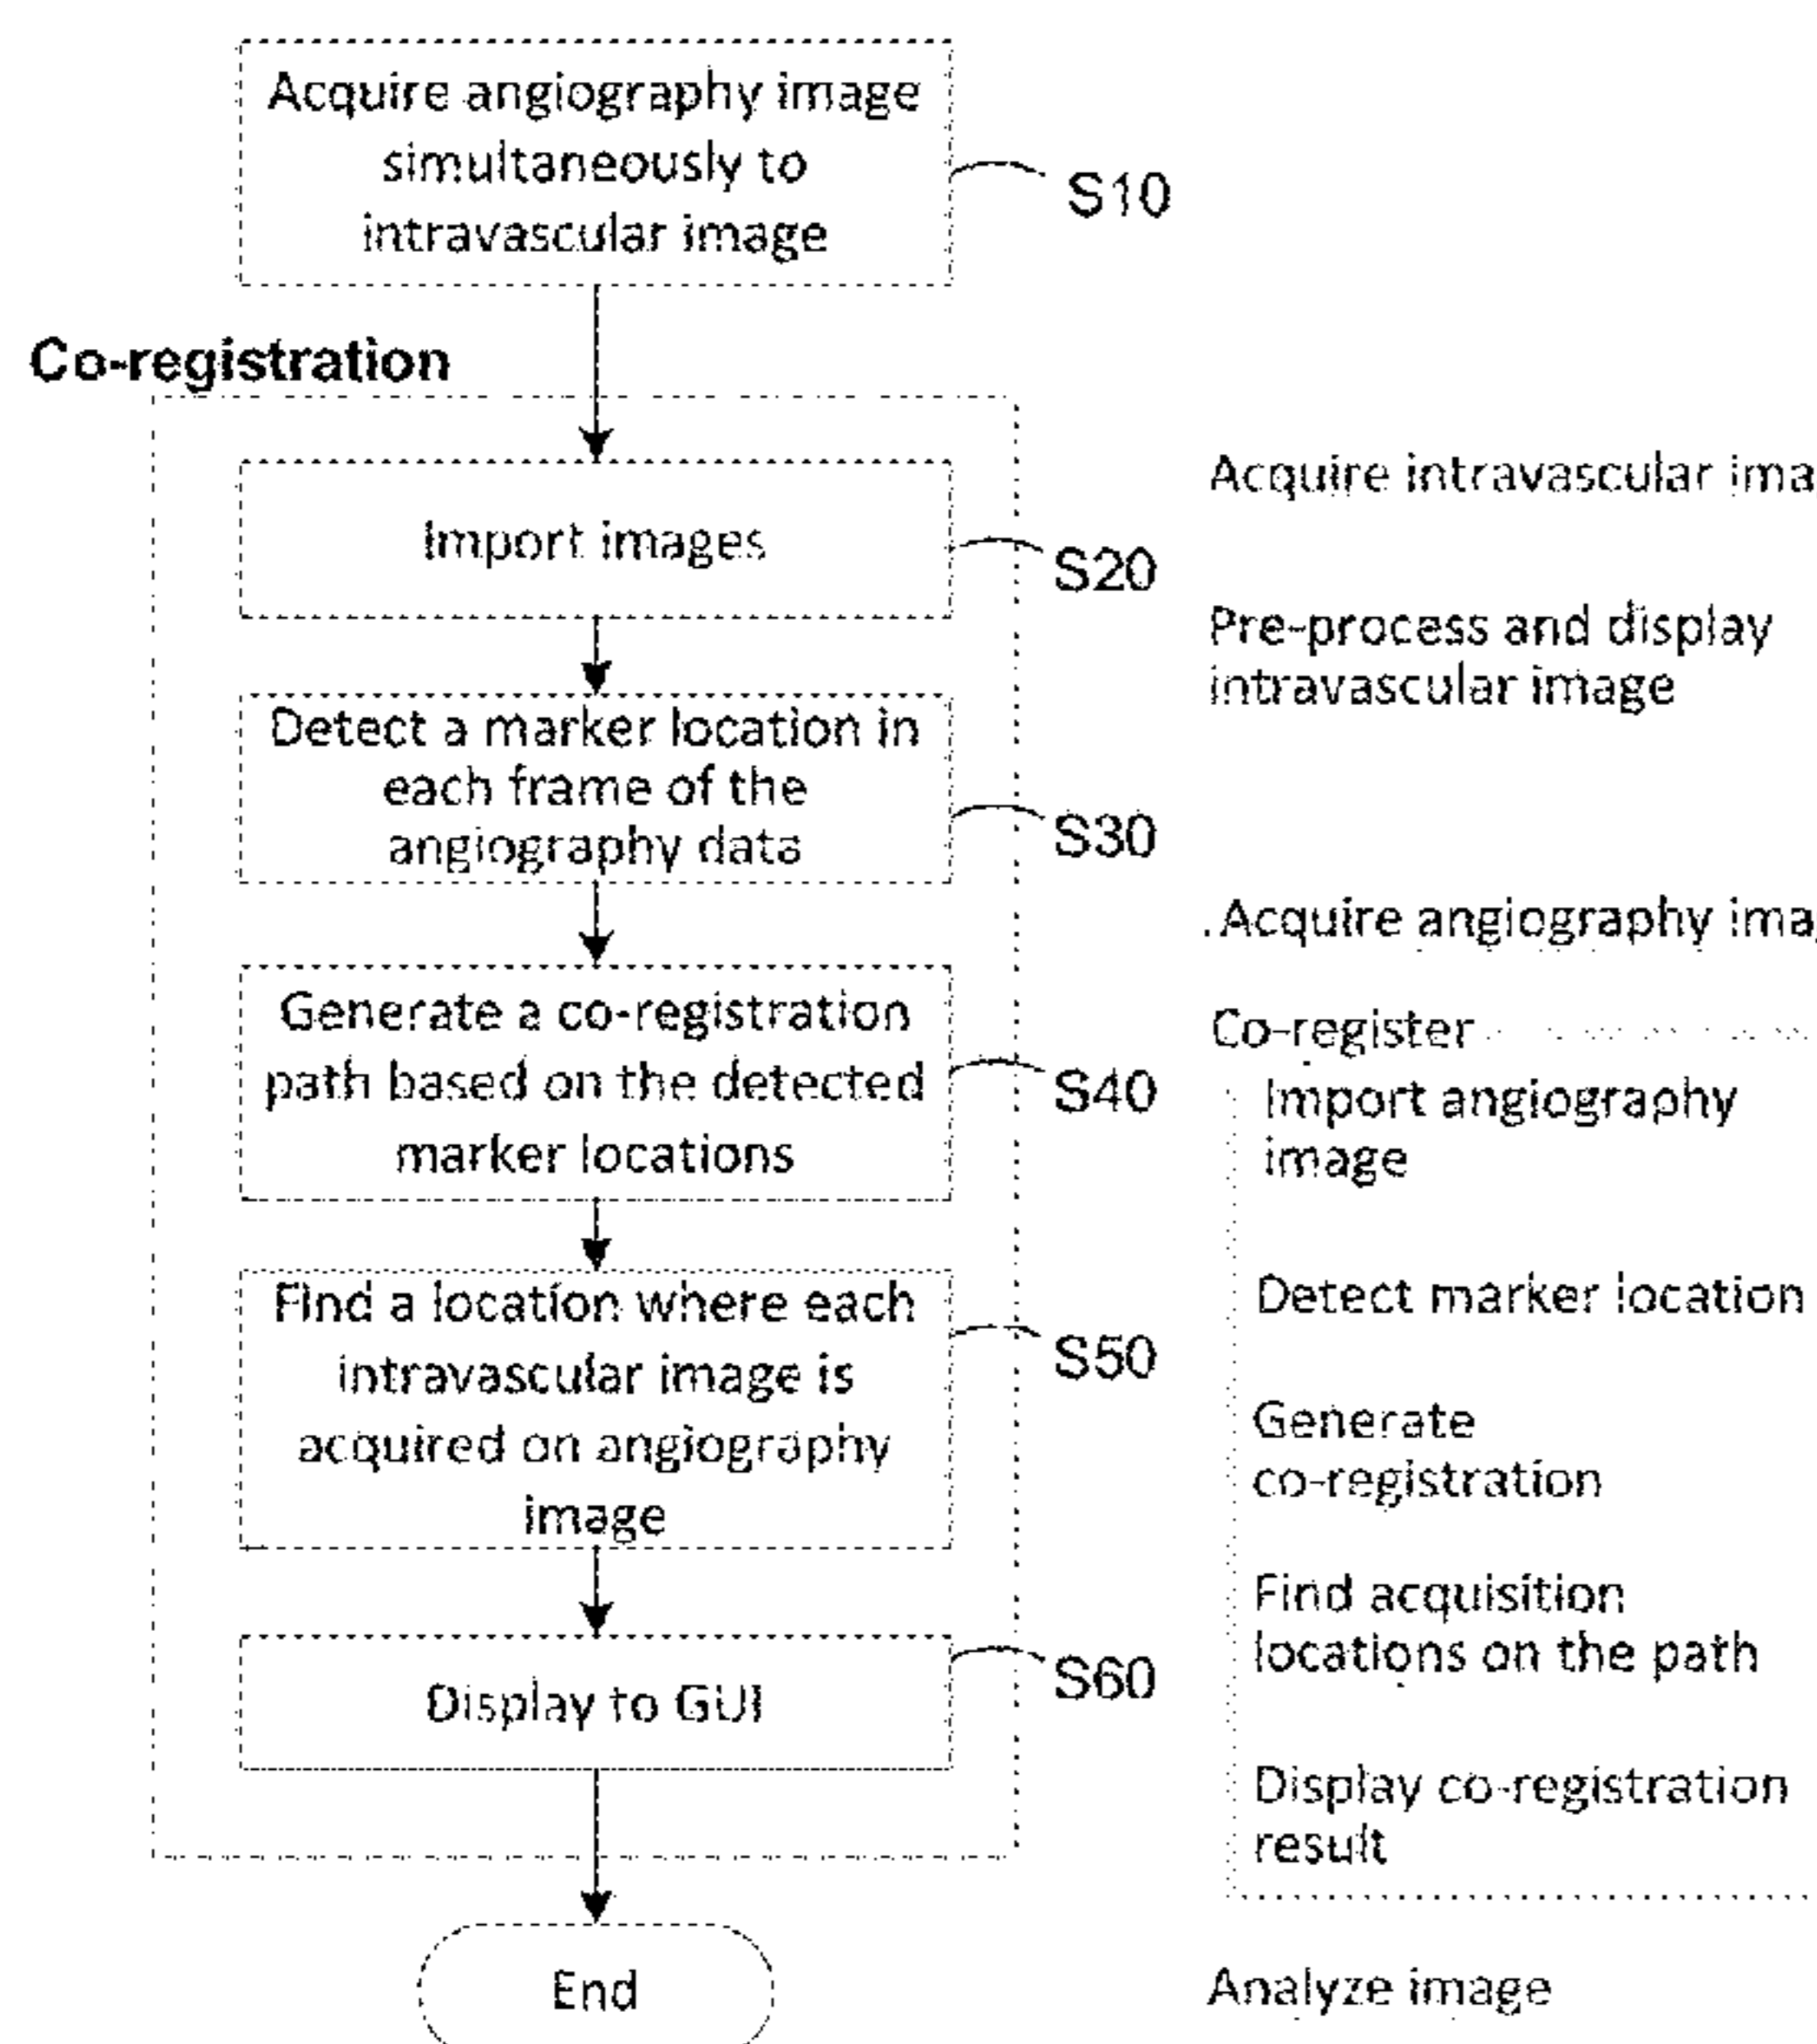 Acquire angiography image
simultaneously to
intravascular image
S10
Co-registration
Import images
S20
Detect a marker location in
each frame of the
angiography data
S30
Generate a co-registration
path based on the detected
marker locations
S40
Find a location where each
intravascular image is
acquired on angiography
image
S50
Display to GUI
S60
End
Acquire intravascular
Pre-process and display
intravascular image
Acquire angiography
Co-register
Import angiography
image
Detect marker location
Generate
co-registration
Find acquisition
locations on the path
Display co-registration
result
Analyze image